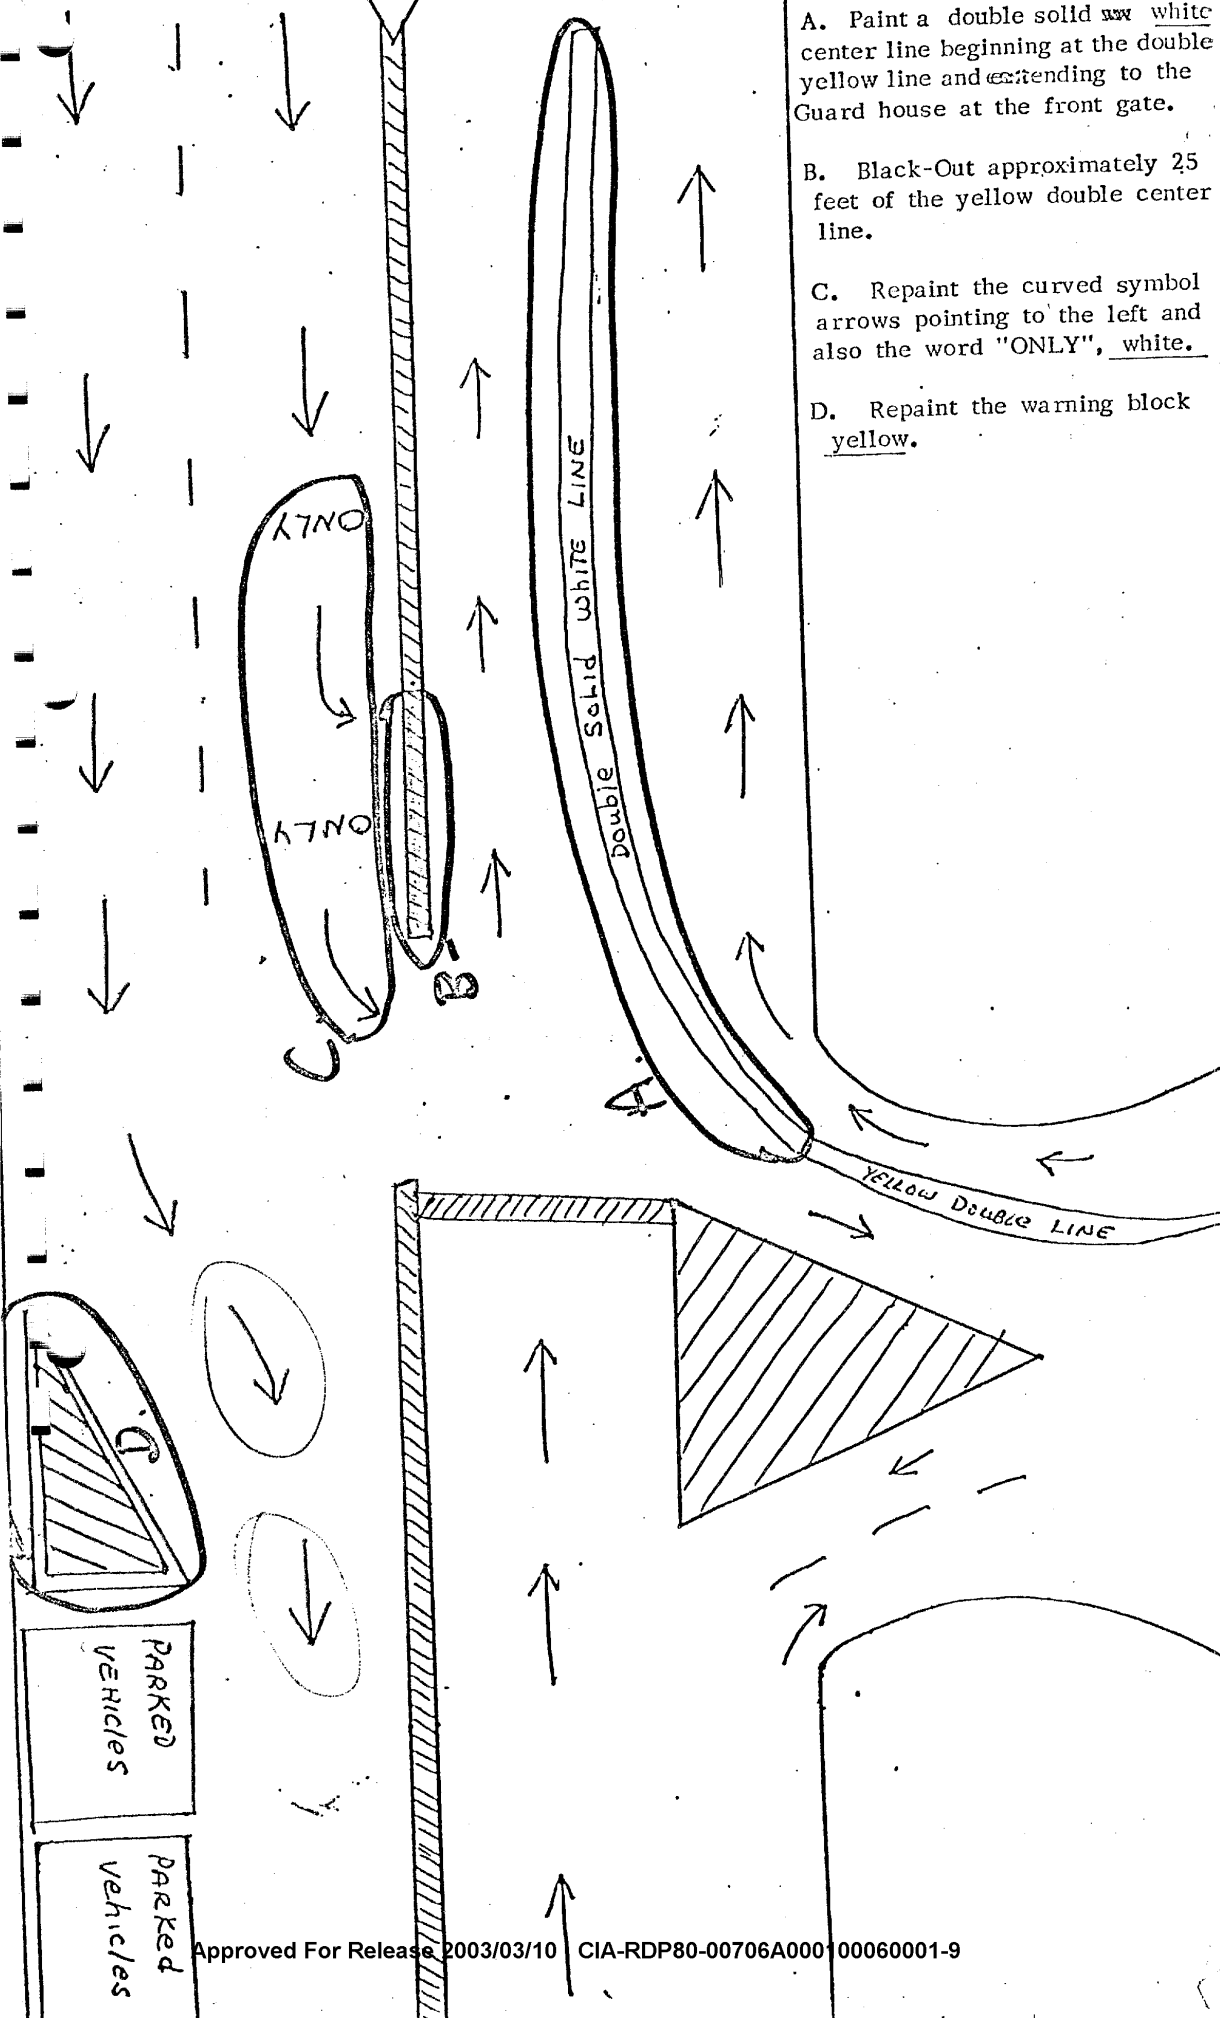 A. Paint a double solid white
center line beginning at the double
yellow line and extending to the
Guard house at the front gate.
B. Black-Out approximately 25
feet of the yellow double center
line.
C. Repaint the curved symbol
arrows pointing to the left and
also the word "ONLY", white.
D. Repaint the warning block
yellow.
ONLY
ONLY
Double Solid White LINE
B
C
A
YELLOW DOUBLE LINE
D
PARKED
VEHICles
PARKed
vehicles
Approved For Release 2003/03/10 CIA-RDP80-00706A000100060001-9